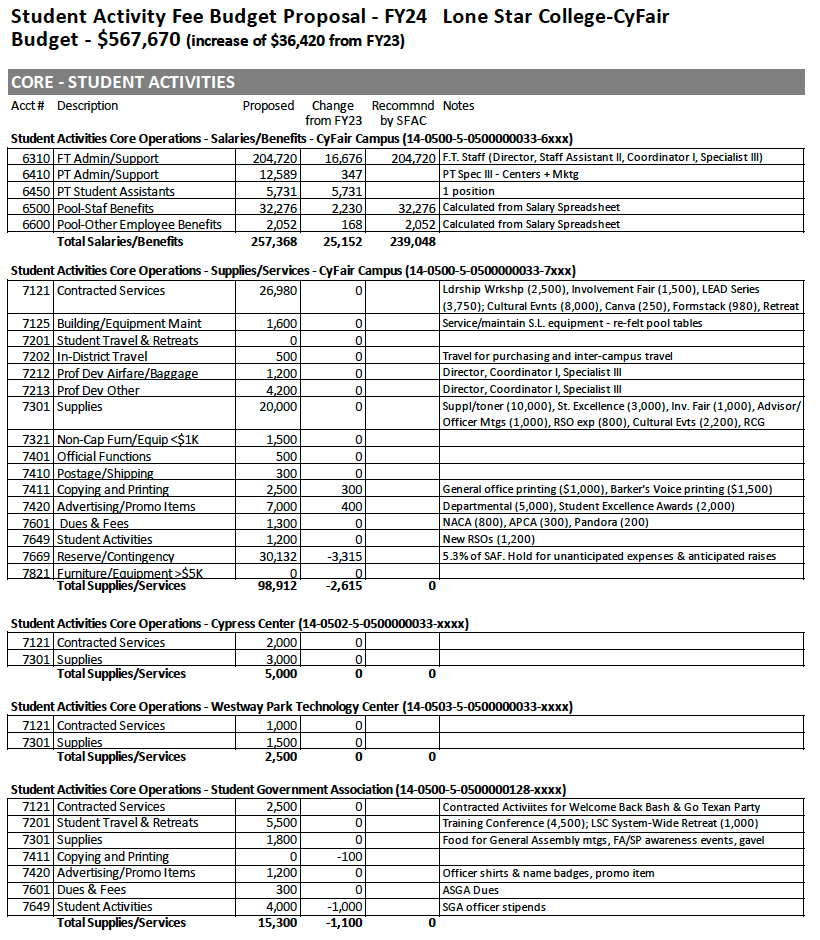 Student Activity Fee Budget Proposal - FY24 Lone Star College-CyFair
Budget - $567,670 (increase of $36,420 from FY23)
CORE - STUDENT ACTIVITIES
Acct # Description Proposed Change Recommnd Notes
from FY23 by SFAC
Student Activities Core Operations - Salaries/Benefits - CyFair Campus (14-0500-5-0500000033-6xxx)
6310 FT Admin/Support 204,720 16,676 204,720 F.T. Staff (Director, Staff Assistant II, Coordinator I, Specialist III)
6410 PT Admin/Support 12,589 347 PT Spec III - Centers + Mktg
6450 PT Student Assistants 5,731 5,731 1 position
6500 Pool-Staf Benefits 32,276 2,230 32,276 Calculated from Salary Spreadsheet
6600 Pool-Other Employee Benefits 2,052 168 2,052 Calculated from Salary Spreadsheet
Total Salaries/Benefits 257,368 25,152 239,048
Student Activities Core Operations - Supplies/Services - CyFair Campus (14-0500-5-0500000033-7xxx)
7121 Contracted Services 26,980 0 Ldrship Wrkshp (2,500), Involvement Fair (1,500), LEAD Series
(3,750); Cultural Evnts (8,000), Canva (250), Formstack (980), Retreat
7125 Building/Equipment Maint 1,600 0 Service/maintain S.L. equipment - re-felt pool tables
7201 Student Travel & Retreats 0 0
7202 In-District Travel 500 0 Travel for purchasing and inter-campus travel
7212 Prof Dev Airfare/Baggage 1,200 0 Director, Coordinator I, Specialist III
7213 Prof Dev Other 4,200 0 Director, Coordinator I, Specialist III
7301 Supplies 20,000 0 Suppl/toner (10,000), St. Excellence (3,000), Inv. Fair (1,000), Advisor/
Officer Mtgs (1,000), RSO exp (800), Cultural Evts (2,200), RCG
7321 Non-Cap Furn/Equip <$1K 1,500 0
7401 Official Functions 500 0
7410 Postage/Shipping 300 0
7411 Copying and Printing 2,500 300 General office printing ($1,000), Barker's Voice printing ($1,500)
7420 Advertising/Promo Items 7,000 400 Departmental (5,000), Student Excellence Awards (2,000)
7601 Dues & Fees 1,300 0 NACA (800), APCA (300), Pandora (200)
7649 Student Activities 1,200 0 New RSOs (1,200)
7669 Reserve/Contingency 30,132 -3,315 5.3% of SAF. Hold for unanticipated expenses & anticipated raises
7821 Furniture/Equipment >$5K 0 0
Total Supplies/Services 98,912 -2,615 0
Student Activities Core Operations - Cypress Center (14-0502-5-0500000033-xxxx)
7121 Contracted Services 2,000 0
7301 Supplies 3,000 0
Total Supplies/Services 5,000 0 0
Student Activities Core Operations - Westway Park Technology Center (14-0503-5-0500000033-xxxx)
7121 Contracted Services 1,000 0
7301 Supplies 1,500 0
Total Supplies/Services 2,500 0 0
Student Activities Core Operations - Student Government Association (14-0500-5-0500000128-xxxx)
7121 Contracted Services 2,500 0 Contracted Activiites for Welcome Back Bash & Go Texan Party
7201 Student Travel & Retreats 5,500 0 Training Conference (4,500); LSC System-Wide Retreat (1,000)
7301 Supplies 1,800 0 Food for General Assembly mtgs, FA/SP awareness events, gavel
7411 Copying and Printing 0 -100
7420 Advertising/Promo Items 1,200 0 Officer shirts & name badges, promo item
7601 Dues & Fees 300 0 ASGA Dues
7649 Student Activities 4,000 -1,000 SGA officer stipends
Total Supplies/Services 15,300 -1,100 0